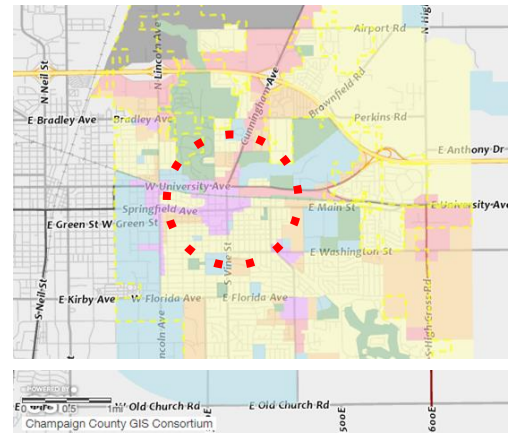 Airport Rd
N Lincoln Ave
N High
N Neil St
Cunningham Ave
Brownfield Rd
E Bradley Ave
Bradley Ave
Perkins Rd
E Anthony Dr
W University Ave
E University Ave
Springfield Ave
E Main St
E Green St W Green St
S Vine St
E Washington St
S Neil St
E Kirby Ave
W Florida Ave
E Florida Ave
S High Cross Rd
incoln Ave
POWERED BY
0 0.5 1mi
W Old Church Rd
E Old Church Rd
500E
600E
Champaign County GIS Consortium